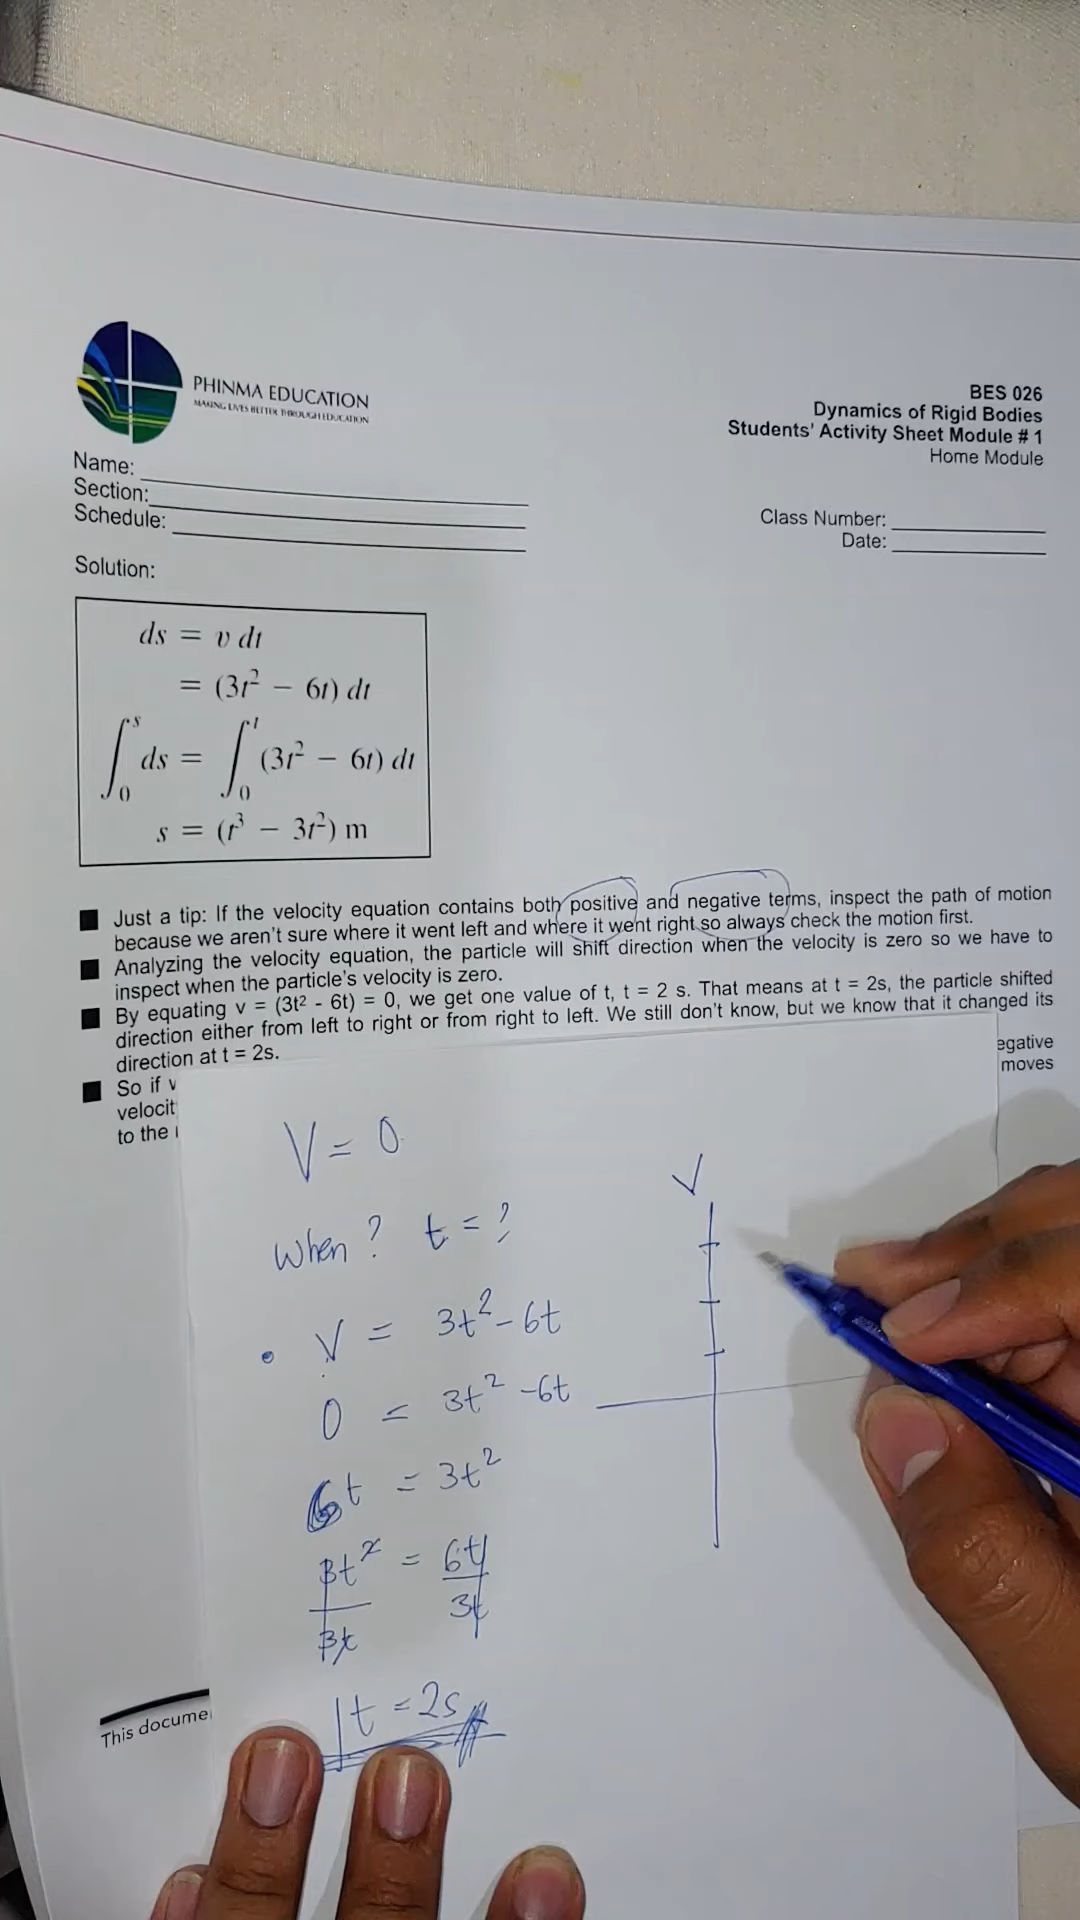 PHINMA EDUCATION
MAKING LIVES BETTER THROUGH EDUCATION
BES 026
Dynamics of Rigid Bodies
Students' Activity Sheet Module # 1
Home Module
Name:
Section:
Schedule:
Class Number:
Date:
Solution:
ds = v dt
= (3t² − 6t) dt
∫₀ˢ ds = ∫₀ᵗ (3t² − 6t) dt
s = (t³ − 3t²) m
■ Just a tip: If the velocity equation contains both positive and negative terms, inspect the path of motion
because we aren't sure where it went left and where it went right so always check the motion first.
■ Analyzing the velocity equation, the particle will shift direction when the velocity is zero so we have to
inspect when the particle's velocity is zero.
■ By equating v = (3t2 - 6t) = 0, we get one value of t, t = 2 s. That means at t = 2s, the particle shifted
direction either from left to right or from right to left. We still don't know, but we know that it changed its
direction at t = 2s.
■ So if v egative
velocit moves
to the
V = 0
When ? t = ?
V = 3t² - 6t
0 = 3t² - 6t
6t = 3t²
3t² = 6t
3t 3t
t = 2s
V
This docume